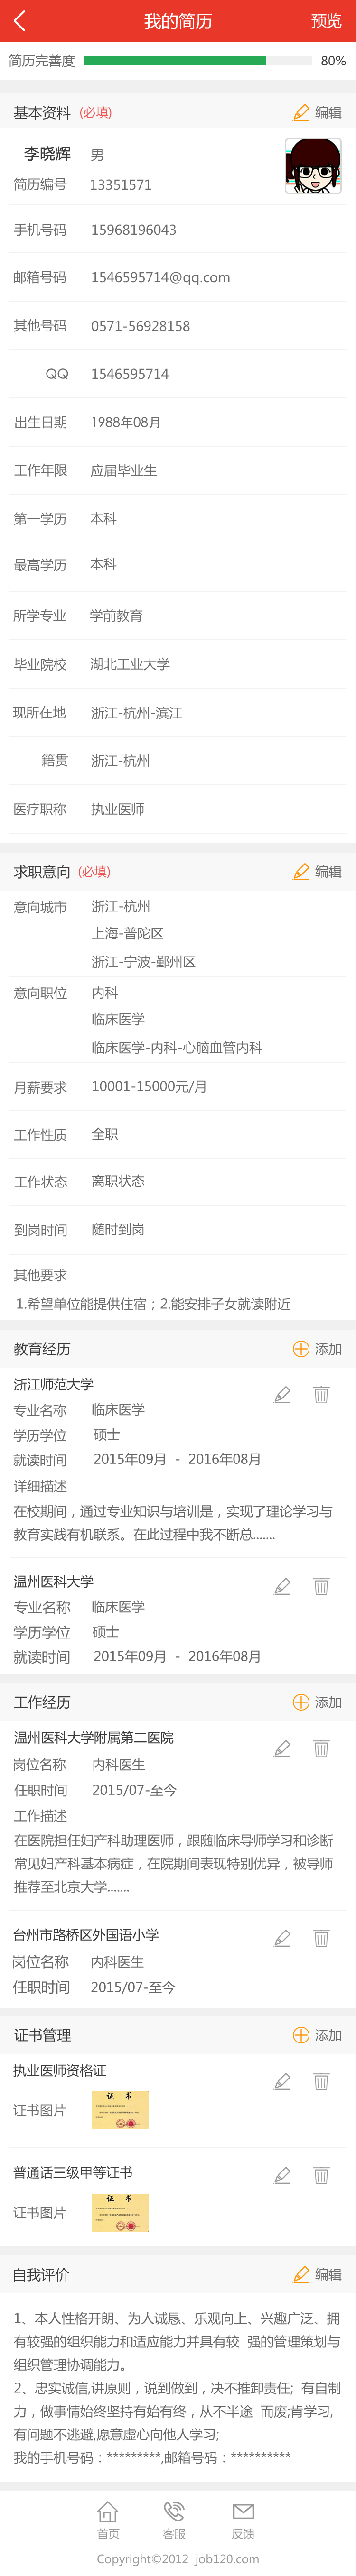 我的简历 预览
简历完善度 80%
基本资料 (必填) 编辑
李晓辉 男
简历编号 13351571
手机号码 15968196043
邮箱号码 1546595714@qq.com
其他号码 0571-56928158
QQ 1546595714
出生日期 1988年08月
工作年限 应届毕业生
第一学历 本科
最高学历 本科
所学专业 学前教育
毕业院校 湖北工业大学
现所在地 浙江-杭州-滨江
籍贯 浙江-杭州
医疗职称 执业医师
求职意向 (必填) 编辑
意向城市 浙江-杭州
上海-普陀区
浙江-宁波-鄞州区
意向职位 内科
临床医学
临床医学-内科-心脑血管内科
月薪要求 10001-15000元/月
工作性质 全职
工作状态 离职状态
到岗时间 随时到岗
其他要求
1.希望单位能提供住宿；2.能安排子女就读附近
教育经历 添加
浙江师范大学
专业名称 临床医学
学历学位 硕士
就读时间 2015年09月 - 2016年08月
详细描述
在校期间，通过专业知识与培训是，实现了理论学习与
教育实践有机联系。在此过程中我不断总.......
温州医科大学
专业名称 临床医学
学历学位 硕士
就读时间 2015年09月 - 2016年08月
工作经历 添加
温州医科大学附属第二医院
岗位名称 内科医生
任职时间 2015/07-至今
工作描述
在医院担任妇产科助理医师，跟随临床导师学习和诊断
常见妇产科基本病症，在院期间表现特别优异，被导师
推荐至北京大学.......
台州市路桥区外国语小学
岗位名称 内科医生
任职时间 2015/07-至今
证书管理 添加
执业医师资格证
证书图片 证 书
普通话三级甲等证书
证书图片 证 书
自我评价 编辑
1、本人性格开朗、为人诚恳、乐观向上、兴趣广泛、拥
有较强的组织能力和适应能力并具有较 强的管理策划与
组织管理协调能力。
2、忠实诚信,讲原则，说到做到，决不推卸责任; 有自制
力，做事情始终坚持有始有终，从不半途 而废;肯学习,
有问题不逃避,愿意虚心向他人学习;
我的手机号码：*********,邮箱号码：**********
首页 客服 反馈
Copyright©2012 job120.com